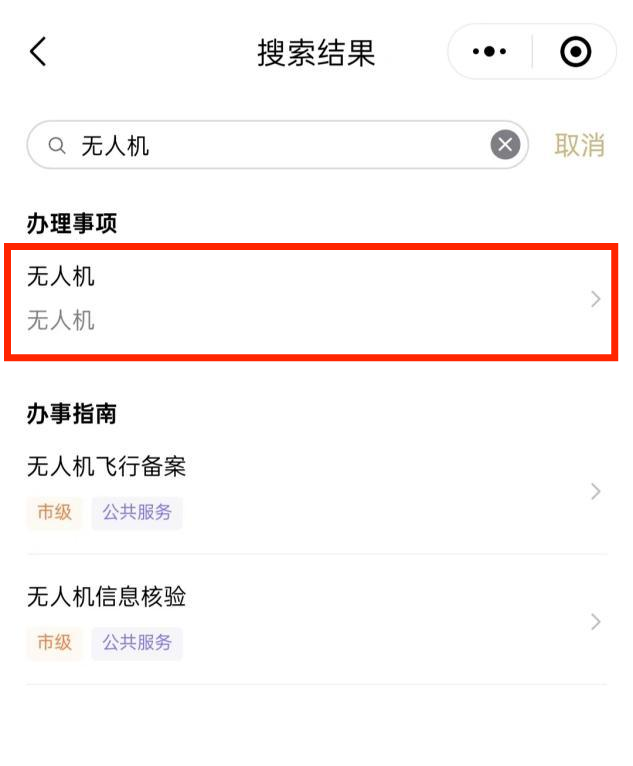 搜索结果
无人机
取消
办理事项
无人机
无人机
办事指南
无人机飞行备案
市级 公共服务
无人机信息核验
市级 公共服务